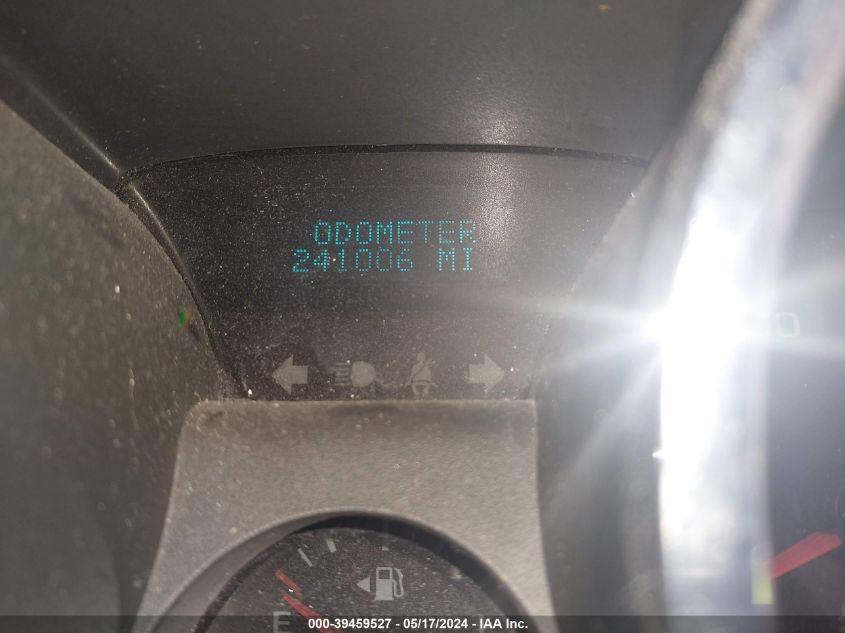 ODOMETER
241006 MI
E
000-39459527 - 05/17/2024 - IAA Inc.